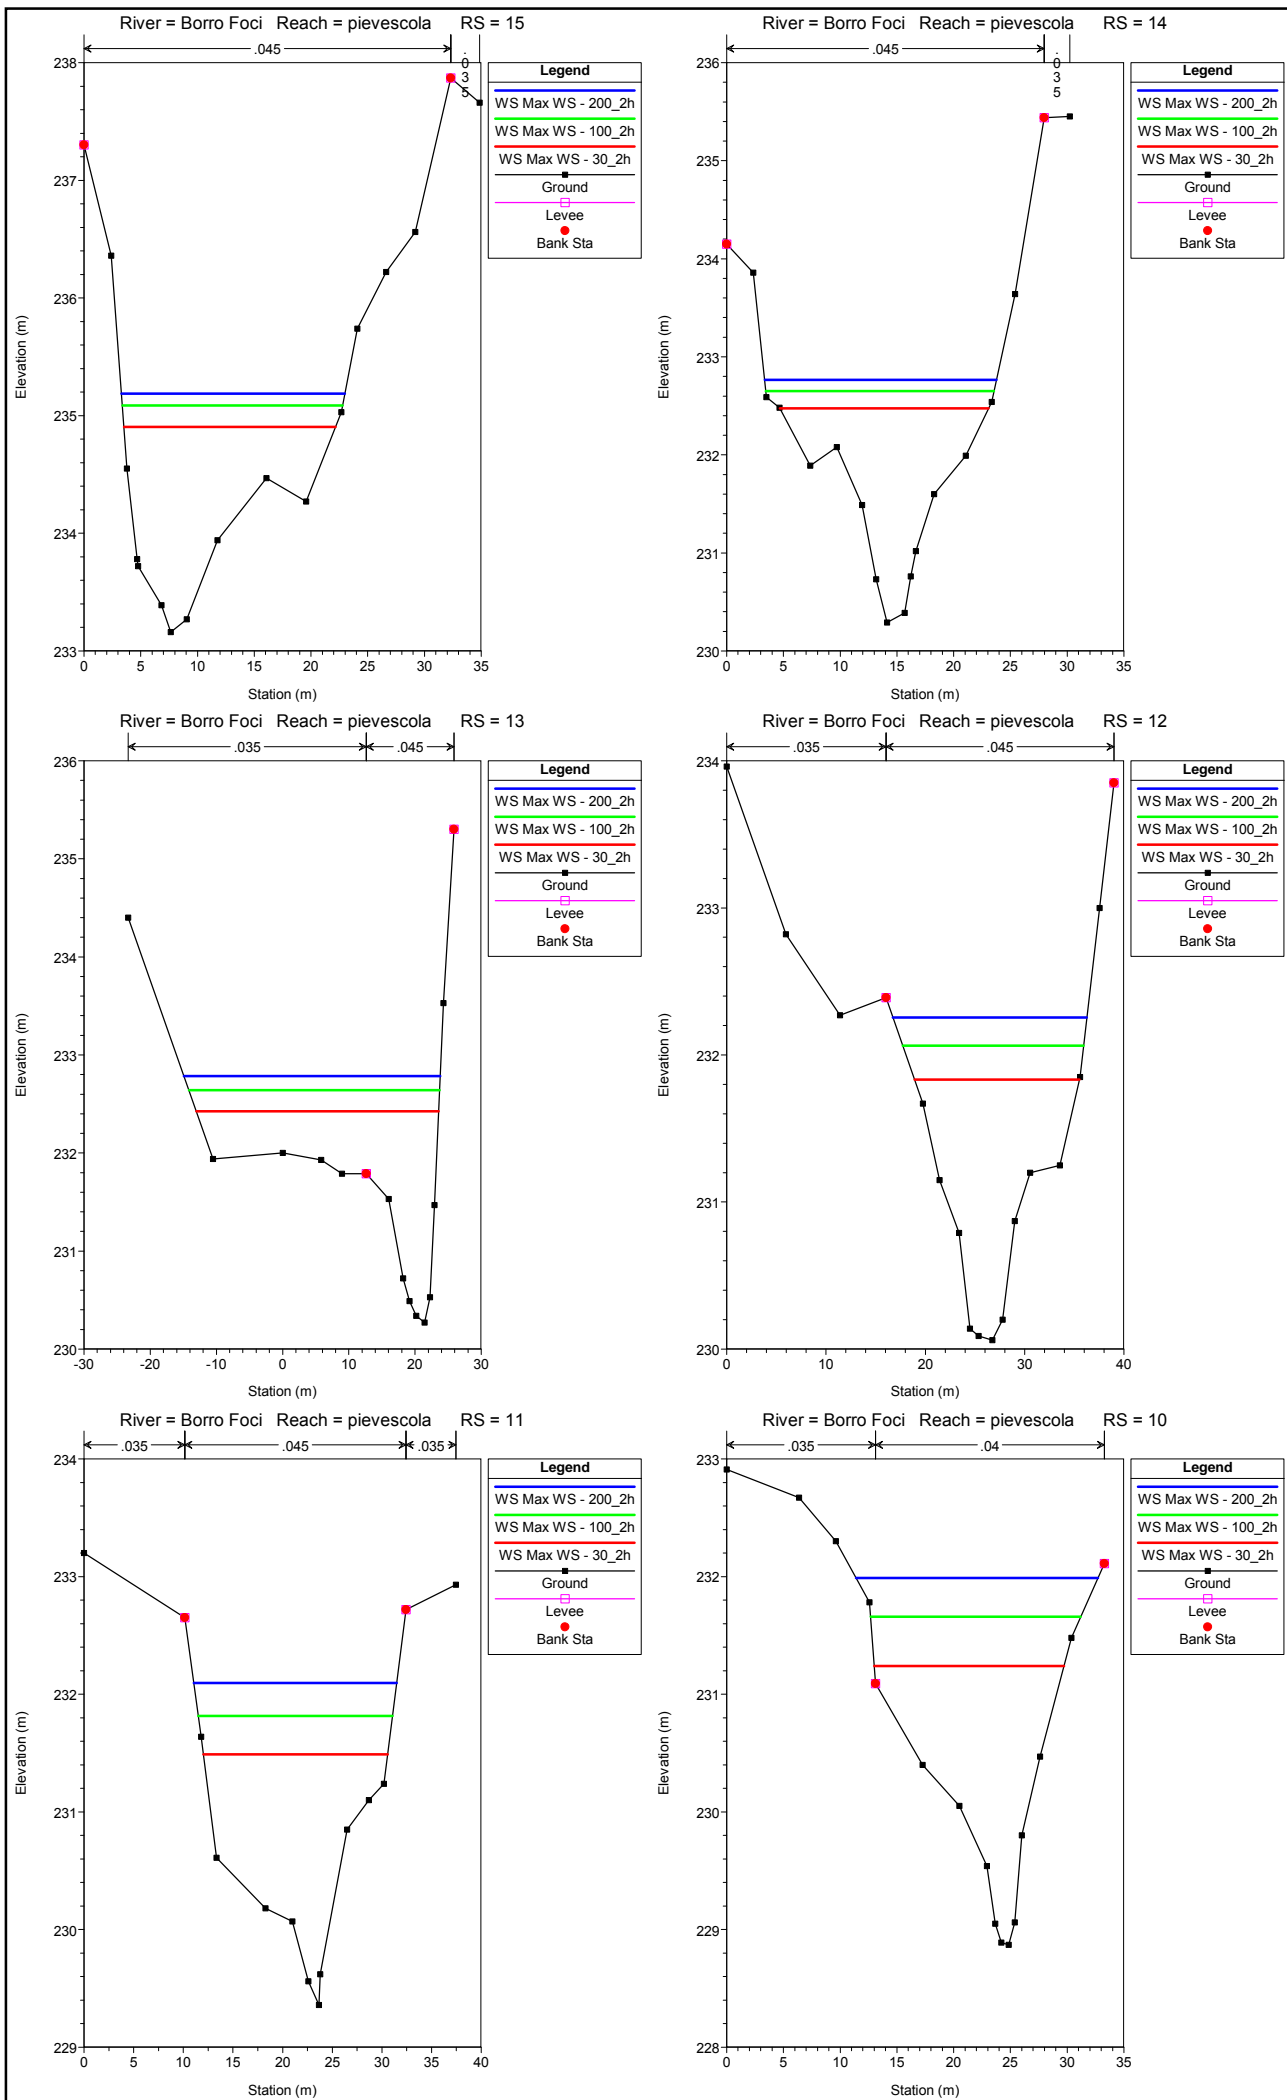 River = Borro Foci   Reach = pievescola   RS = 15
.045
.035
238
237
236
235
234
233
0 5 10 15 20 25 30 35
Station (m)
Elevation (m)
Legend
WS Max WS - 200_2h
WS Max WS - 100_2h
WS Max WS - 30_2h
Ground
Levee
Bank Sta
River = Borro Foci   Reach = pievescola   RS = 14
.045
.035
236
235
234
233
232
231
230
0 5 10 15 20 25 30 35
Station (m)
Elevation (m)
Legend
WS Max WS - 200_2h
WS Max WS - 100_2h
WS Max WS - 30_2h
Ground
Levee
Bank Sta
River = Borro Foci   Reach = pievescola   RS = 13
.035 .045
236
235
234
233
232
231
230
-30 -20 -10 0 10 20 30
Station (m)
Elevation (m)
Legend
WS Max WS - 200_2h
WS Max WS - 100_2h
WS Max WS - 30_2h
Ground
Levee
Bank Sta
River = Borro Foci   Reach = pievescola   RS = 12
.035 .045
234
233
232
231
230
0 10 20 30 40
Station (m)
Elevation (m)
Legend
WS Max WS - 200_2h
WS Max WS - 100_2h
WS Max WS - 30_2h
Ground
Levee
Bank Sta
River = Borro Foci   Reach = pievescola   RS = 11
.035 .045 .035
234
233
232
231
230
229
0 5 10 15 20 25 30 35 40
Station (m)
Elevation (m)
Legend
WS Max WS - 200_2h
WS Max WS - 100_2h
WS Max WS - 30_2h
Ground
Levee
Bank Sta
River = Borro Foci   Reach = pievescola   RS = 10
.035 .04
233
232
231
230
229
228
0 5 10 15 20 25 30 35
Station (m)
Elevation (m)
Legend
WS Max WS - 200_2h
WS Max WS - 100_2h
WS Max WS - 30_2h
Ground
Levee
Bank Sta